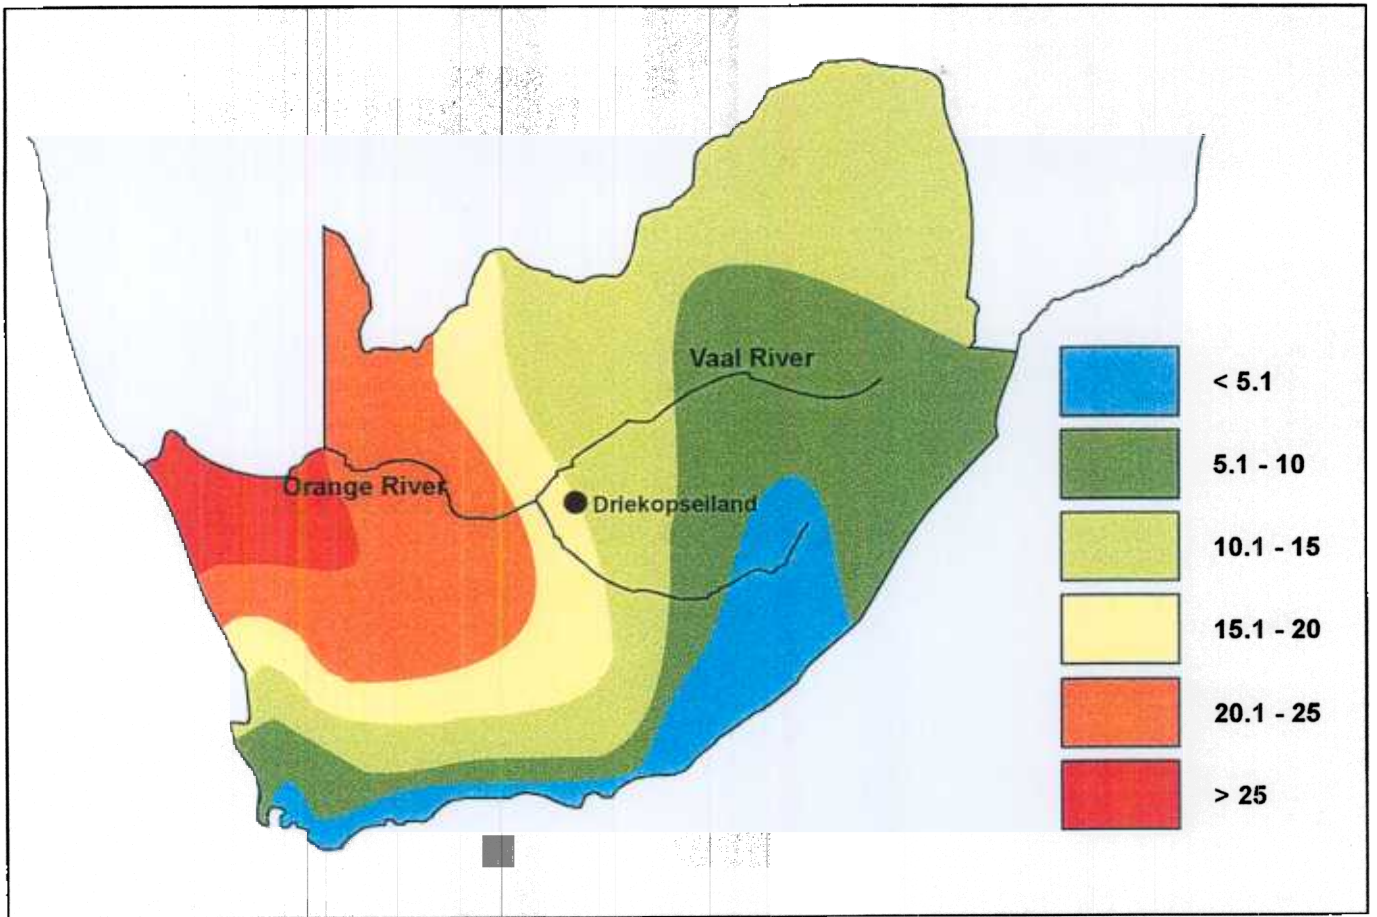 Vaal River
Orange River
Driekopseiland
< 5.1
5.1 - 10
10.1 - 15
15.1 - 20
20.1 - 25
> 25